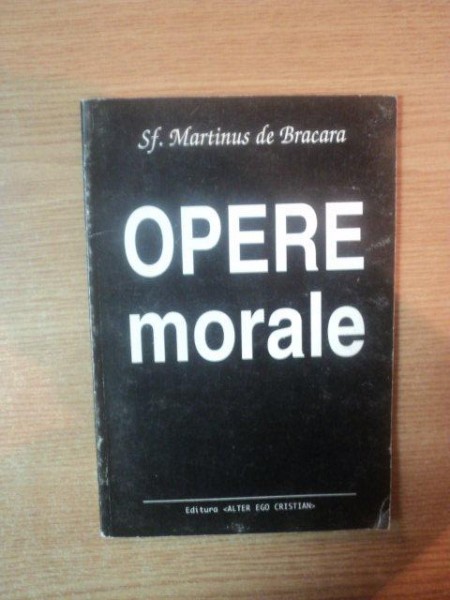 Sf. Martinus de Bracara
OPERE
morale
Editura <ALTER EGO CRISTIAN>